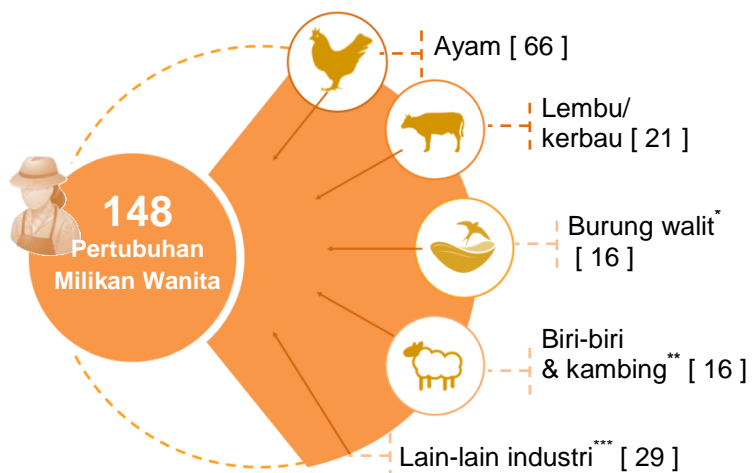 Ayam [ 66 ]
Lembu/
kerbau [ 21 ]
148
Pertubuhan
Milikan Wanita
Burung walit*
[ 16 ]
Biri-biri
& kambing** [ 16 ]
Lain-lain industri*** [ 29 ]